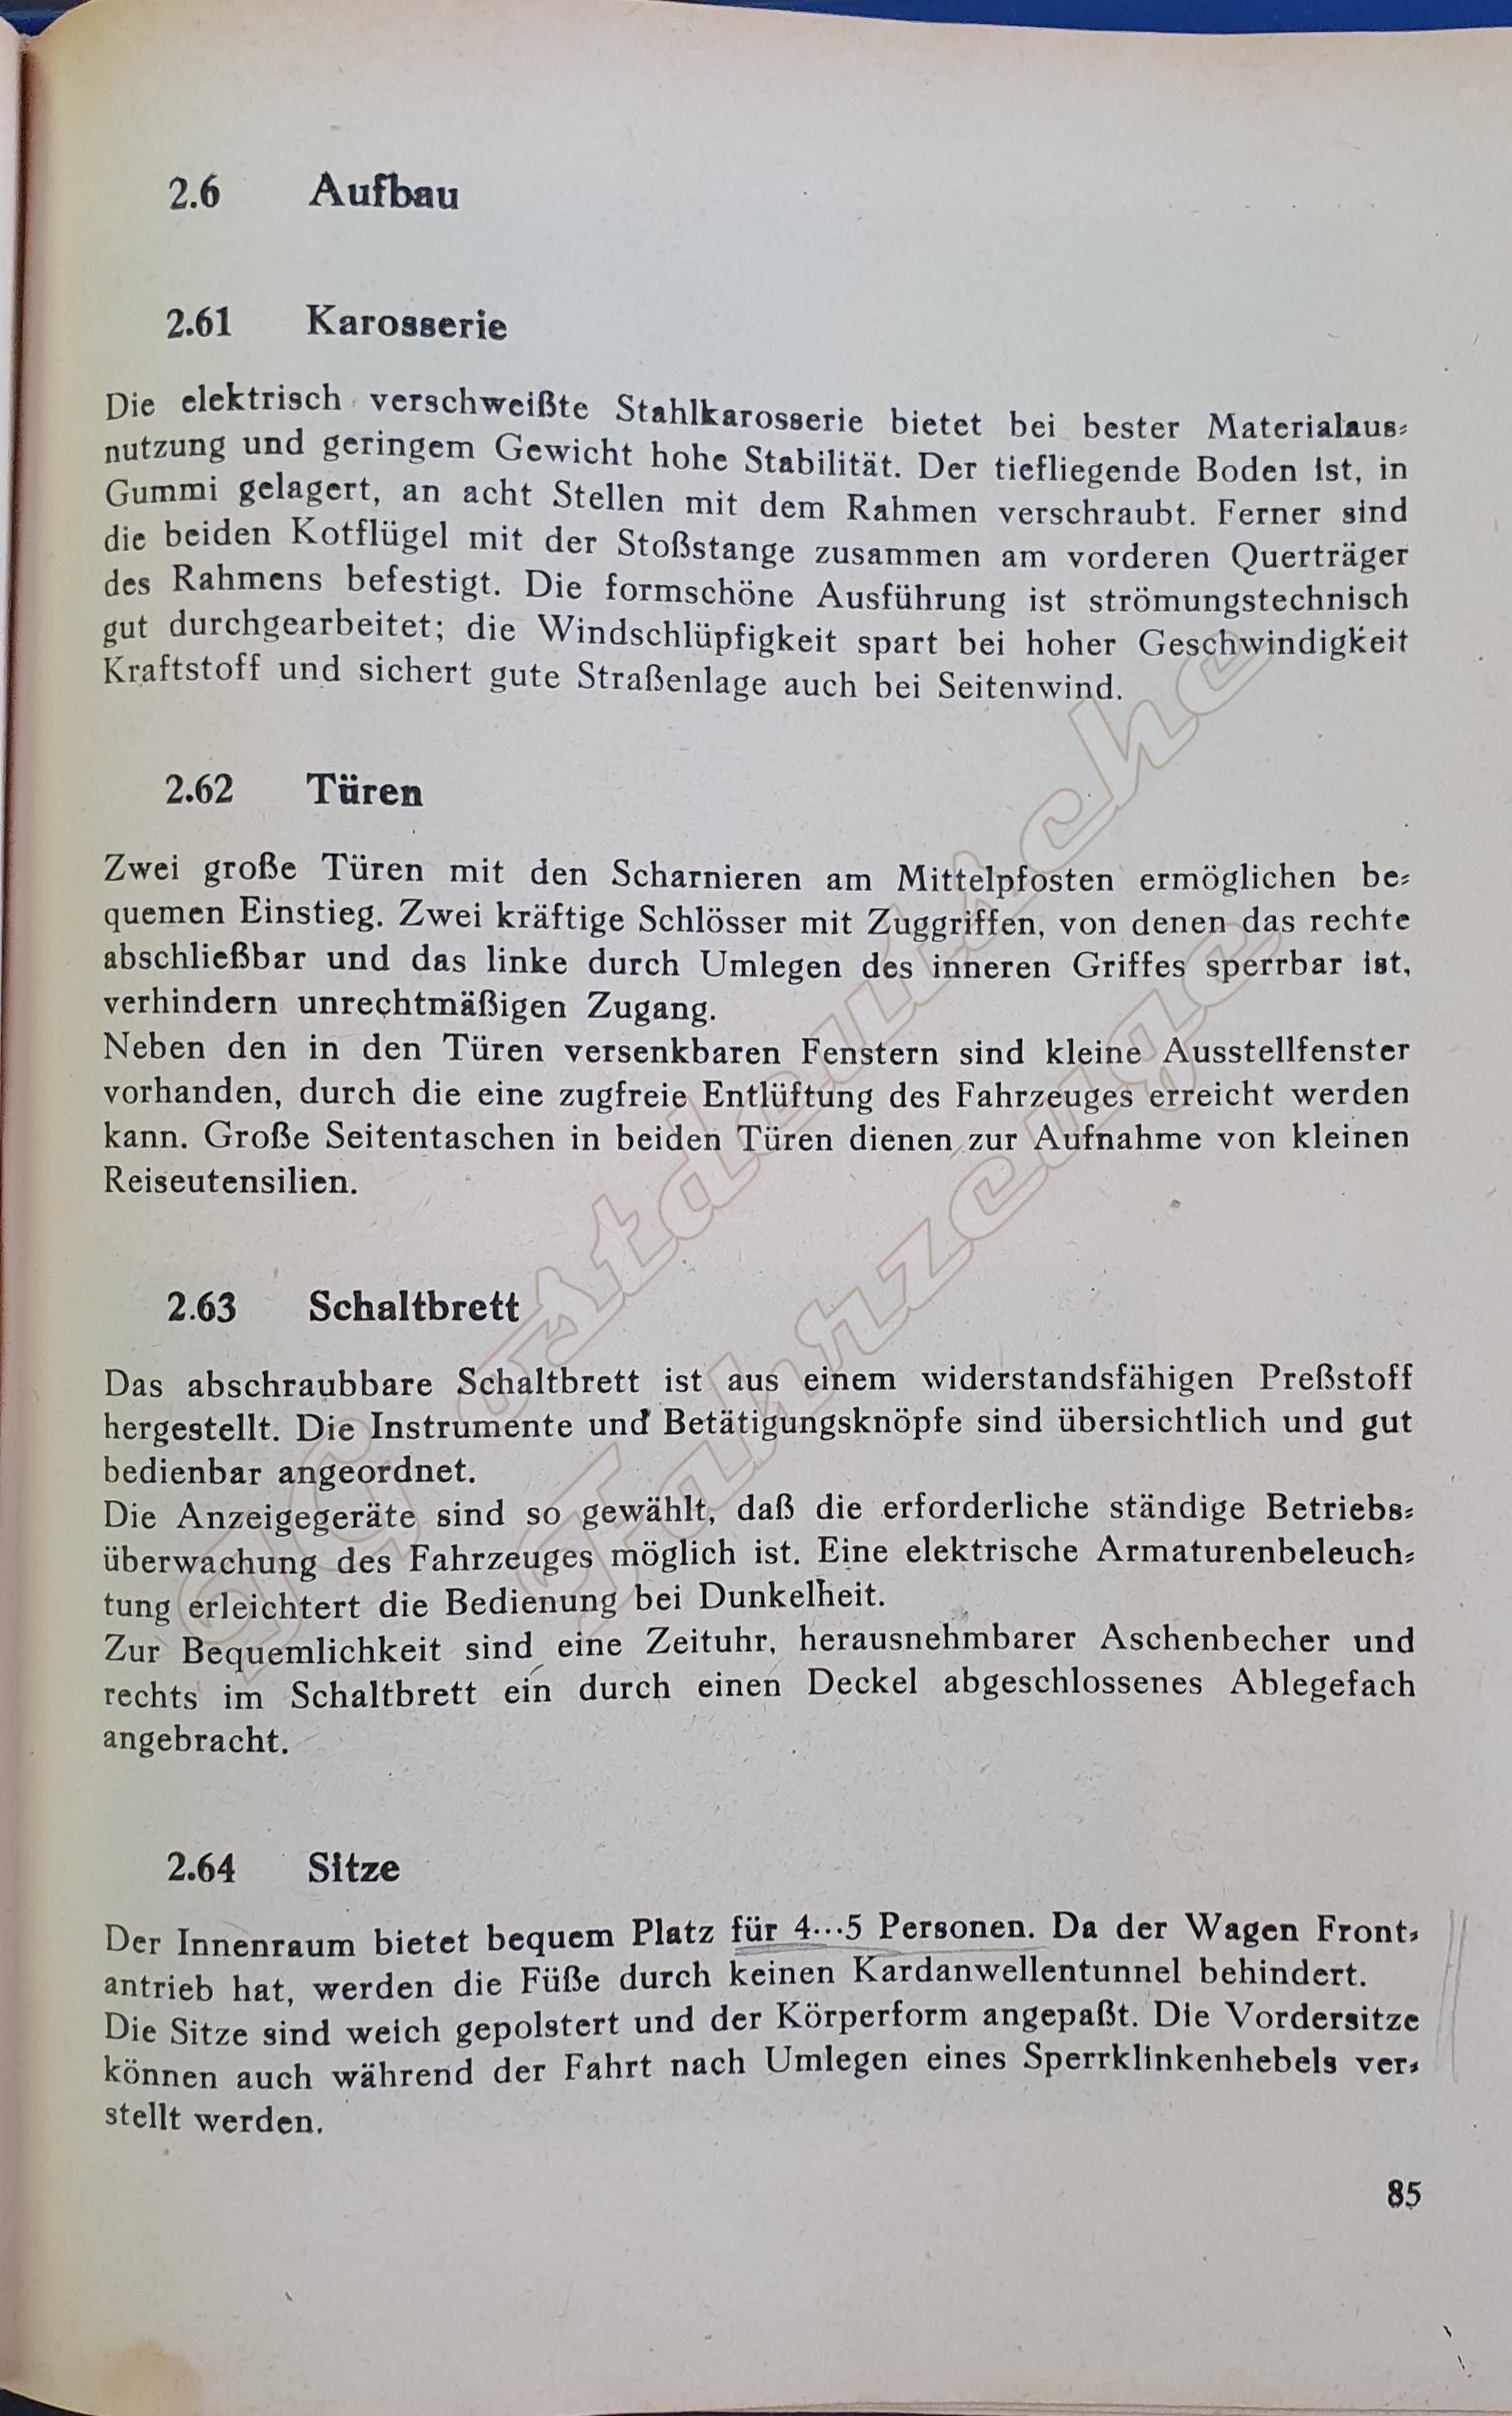 2.6 Aufbau
2.61 Karosserie
Die elektrisch verschweißte Stahlkarosserie bietet bei bester Materialaus-
nutzung und geringem Gewicht hohe Stabilität. Der tiefliegende Boden ist, in
Gummi gelagert, an acht Stellen mit dem Rahmen verschraubt. Ferner sind
die beiden Kotflügel mit der Stoßstange zusammen am vorderen Querträger
des Rahmens befestigt. Die formschöne Ausführung ist strömungstechnisch
gut durchgearbeitet; die Windschlüpfigkeit spart bei hoher Geschwindigkeit
Kraftstoff und sichert gute Straßenlage auch bei Seitenwind.
2.62 Türen
Zwei große Türen mit den Scharnieren am Mittelpfosten ermöglichen be-
quemen Einstieg. Zwei kräftige Schlösser mit Zuggriffen, von denen das rechte
abschließbar und das linke durch Umlegen des inneren Griffes sperrbar ist,
verhindern unrechtmäßigen Zugang.
Neben den in den Türen versenkbaren Fenstern sind kleine Ausstellfenster
vorhanden, durch die eine zugfreie Entlüftung des Fahrzeuges erreicht werden
kann. Große Seitentaschen in beiden Türen dienen zur Aufnahme von kleinen
Reiseutensilien.
2.63 Schaltbrett
Das abschraubbare Schaltbrett ist aus einem widerstandsfähigen Preßstoff
hergestellt. Die Instrumente und Betätigungsknöpfe sind übersichtlich und gut
bedienbar angeordnet.
Die Anzeigegeräte sind so gewählt, daß die erforderliche ständige Betriebs-
überwachung des Fahrzeuges möglich ist. Eine elektrische Armaturenbeleuch-
tung erleichtert die Bedienung bei Dunkelheit.
Zur Bequemlichkeit sind eine Zeituhr, herausnehmbarer Aschenbecher und
rechts im Schaltbrett ein durch einen Deckel abgeschlossenes Ablegefach
angebracht.
2.64 Sitze
Der Innenraum bietet bequem Platz für 4...5 Personen. Da der Wagen Front-
antrieb hat, werden die Füße durch keinen Kardanwellentunnel behindert.
Die Sitze sind weich gepolstert und der Körperform angepaßt. Die Vordersitze
können auch während der Fahrt nach Umlegen eines Sperrklinkenhebels ver-
stellt werden.
85
Ostdeutsche
Fahrzeuge